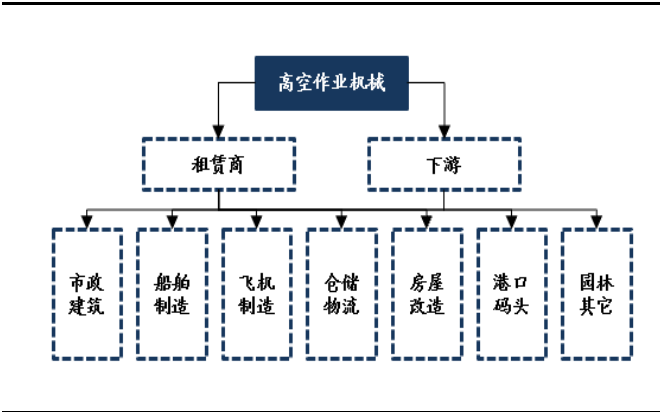 高空作业机械
租赁商
下游
市政
建筑
船舶
制造
飞机
制造
仓储
物流
房屋
改造
港口
码头
园林
其它